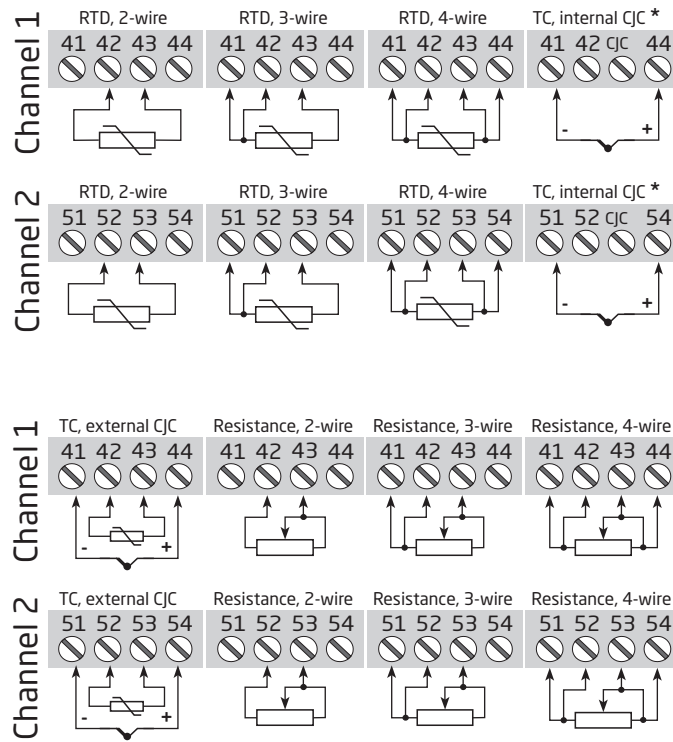 Channel 1
RTD, 2-wire RTD, 3-wire RTD, 4-wire TC, internal CJC *
41 42 43 44 41 42 43 44 41 42 43 44 41 42 CJC 44
- +
Channel 2
RTD, 2-wire RTD, 3-wire RTD, 4-wire TC, internal CJC *
51 52 53 54 51 52 53 54 51 52 53 54 51 52 CJC 54
- +
Channel 1
TC, external CJC Resistance, 2-wire Resistance, 3-wire Resistance, 4-wire
41 42 43 44 41 42 43 44 41 42 43 44 41 42 43 44
- +
Channel 2
TC, external CJC Resistance, 2-wire Resistance, 3-wire Resistance, 4-wire
51 52 53 54 51 52 53 54 51 52 53 54 51 52 53 54
- +